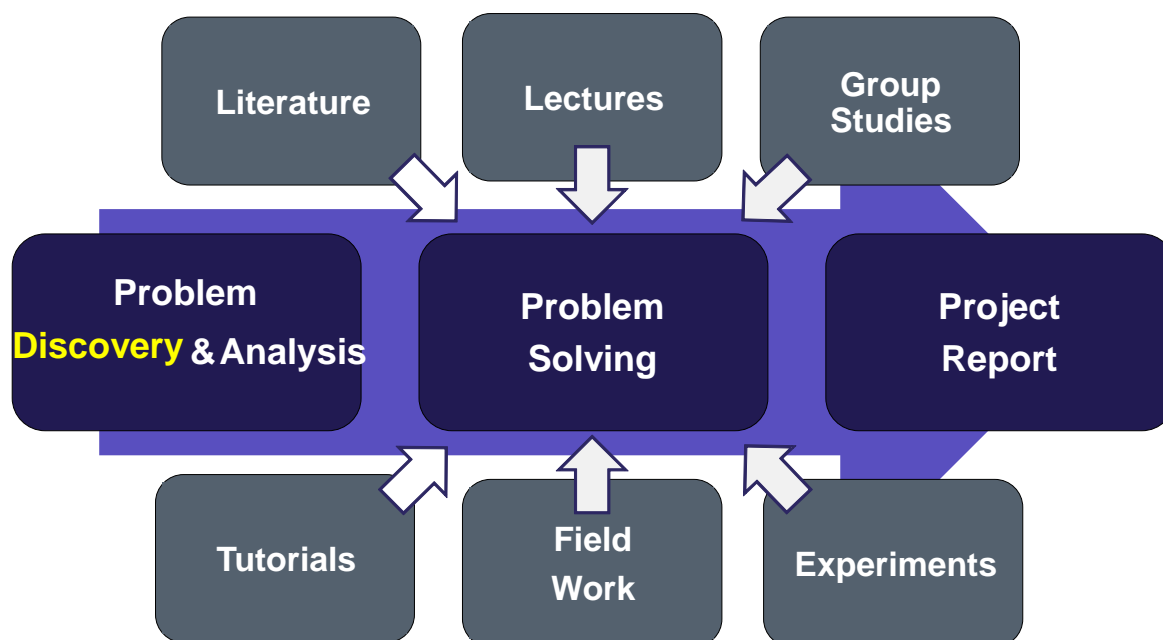 Literature
Lectures
Group
Studies
Problem
Discovery & Analysis
Problem
Solving
Project
Report
Tutorials
Field
Work
Experiments